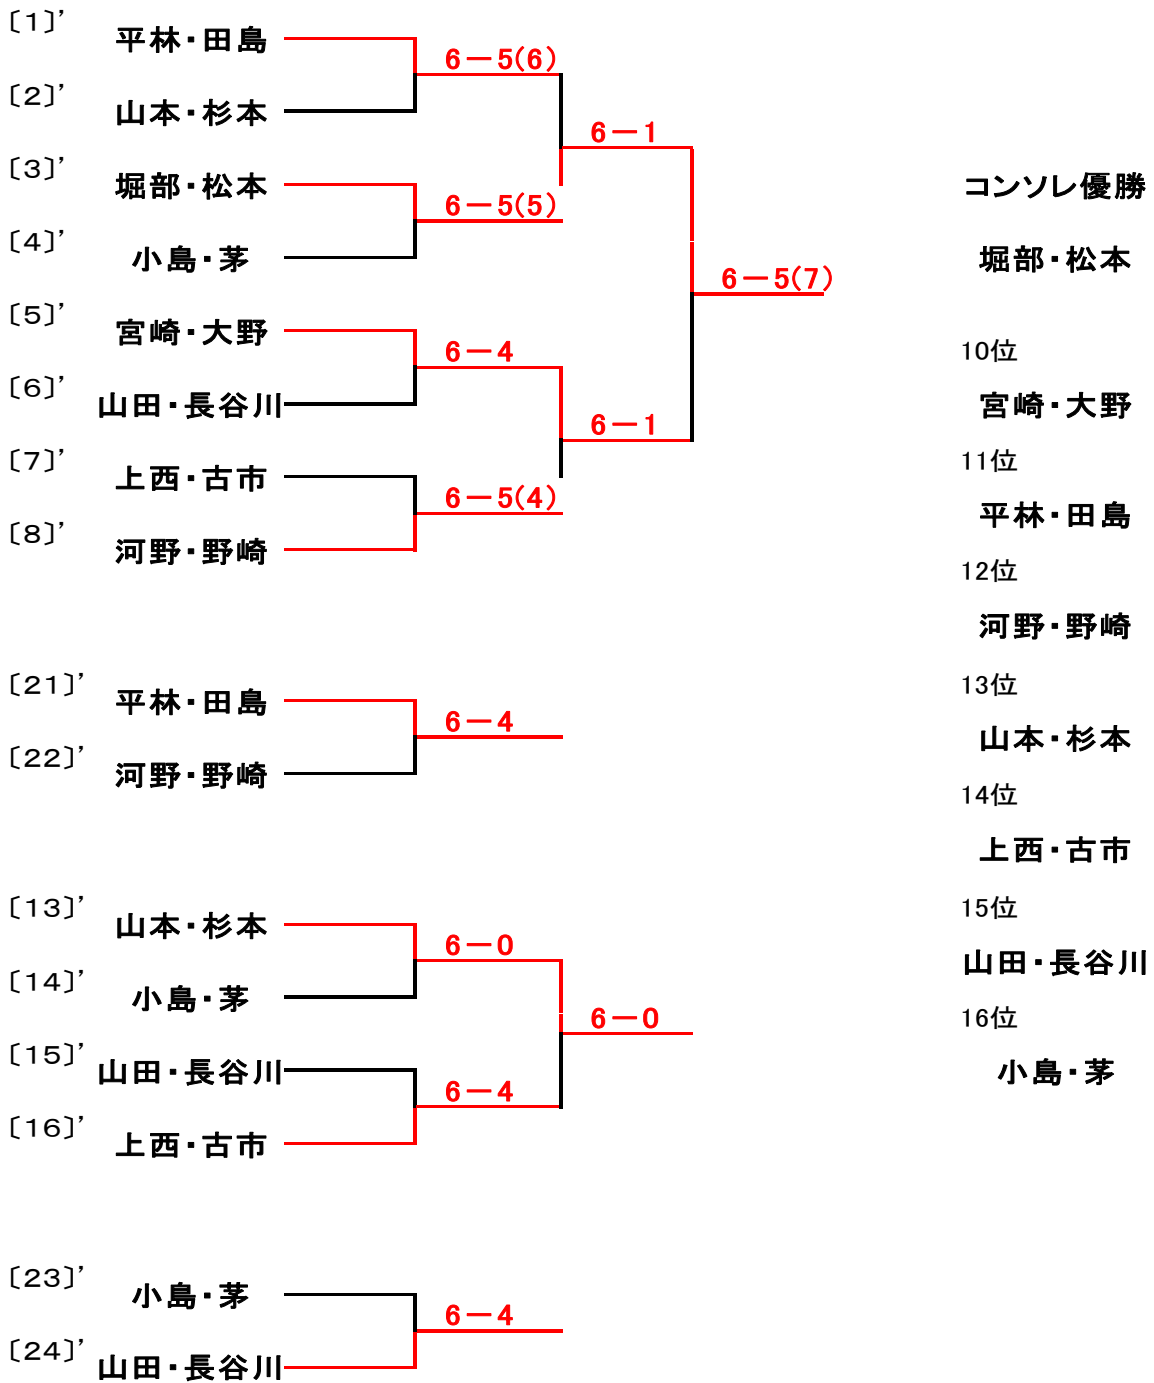 〔1〕’
平林・田島
6－5(6)
〔2〕’
山本・杉本
6－1
〔3〕’
堀部・松本
6－5(5)
〔4〕’
小島・茅
6－5(7)
〔5〕’
宮崎・大野
6－4
〔6〕’
山田・長谷川
6－1
〔7〕’
上西・古市
6－5(4)
〔8〕’
河野・野崎
〔21〕’
平林・田島
6－4
〔22〕’
河野・野崎
〔13〕’
山本・杉本
6－0
〔14〕’
小島・茅
6－0
〔15〕’
山田・長谷川
6－4
〔16〕’
上西・古市
〔23〕’
小島・茅
6－4
〔24〕’
山田・長谷川
コンソレ優勝
堀部・松本
10位
宮崎・大野
11位
平林・田島
12位
河野・野崎
13位
山本・杉本
14位
上西・古市
15位
山田・長谷川
16位
小島・茅